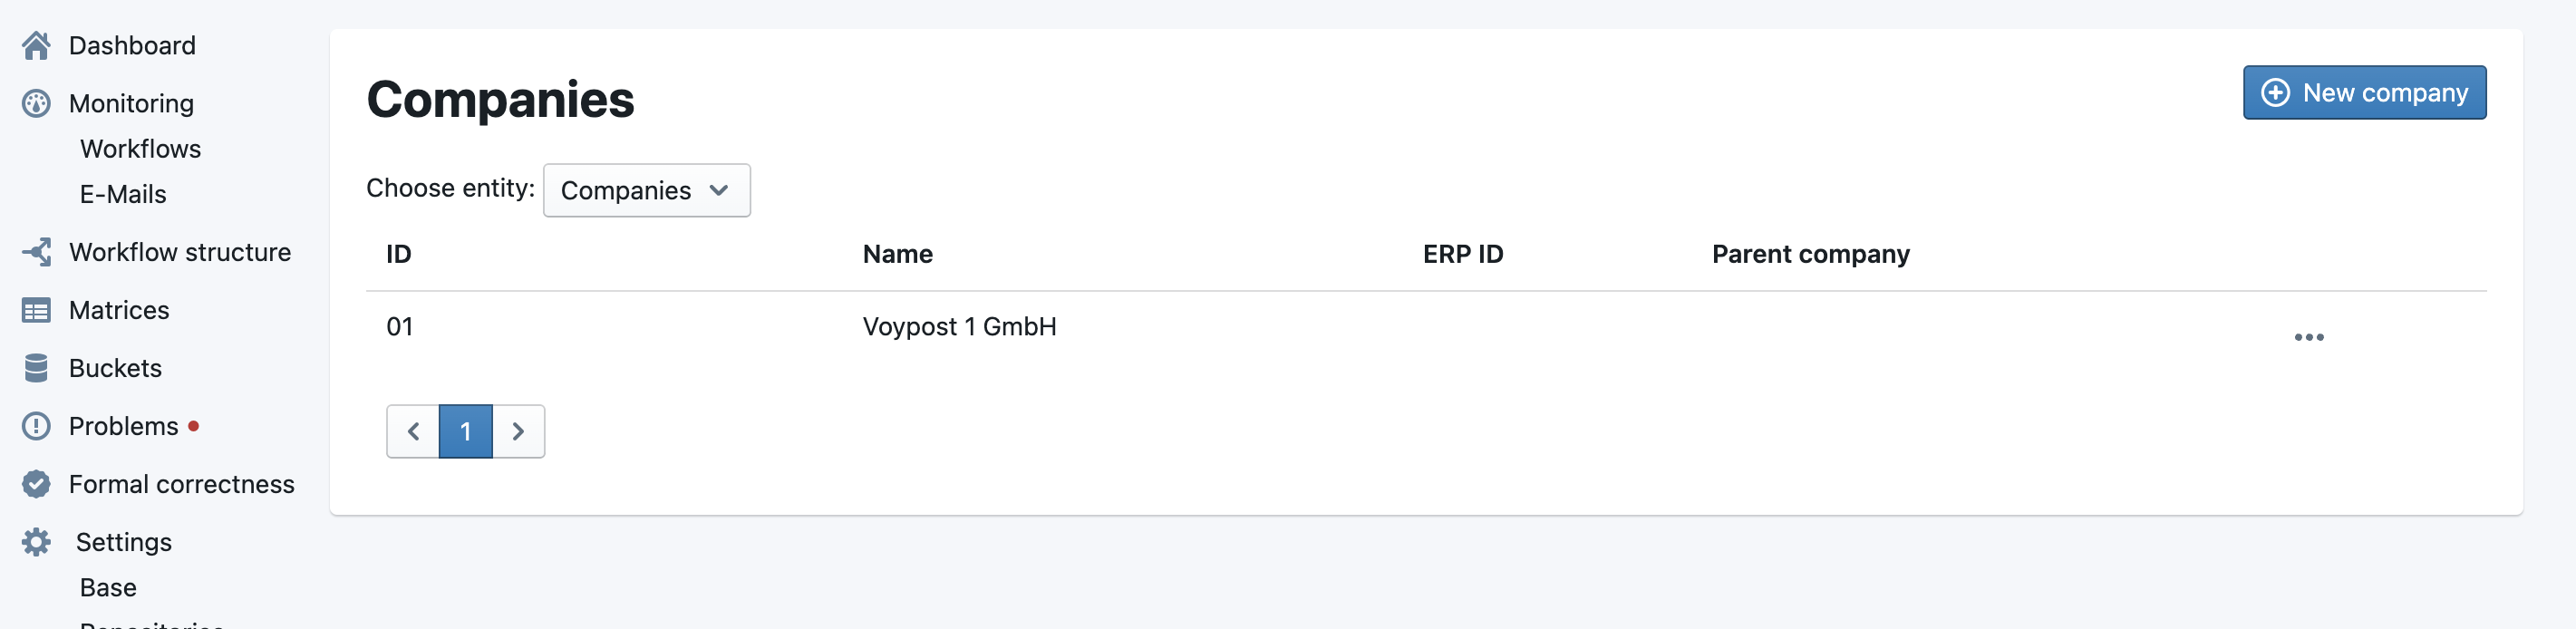 Dashboard
Monitoring
Workflows
E-Mails
Workflow structure
Matrices
Buckets
Problems
Formal correctness
Settings
Base
Repositories
Companies
New company
Choose entity: Companies
ID Name ERP ID Parent company
01 Voypost 1 GmbH
1